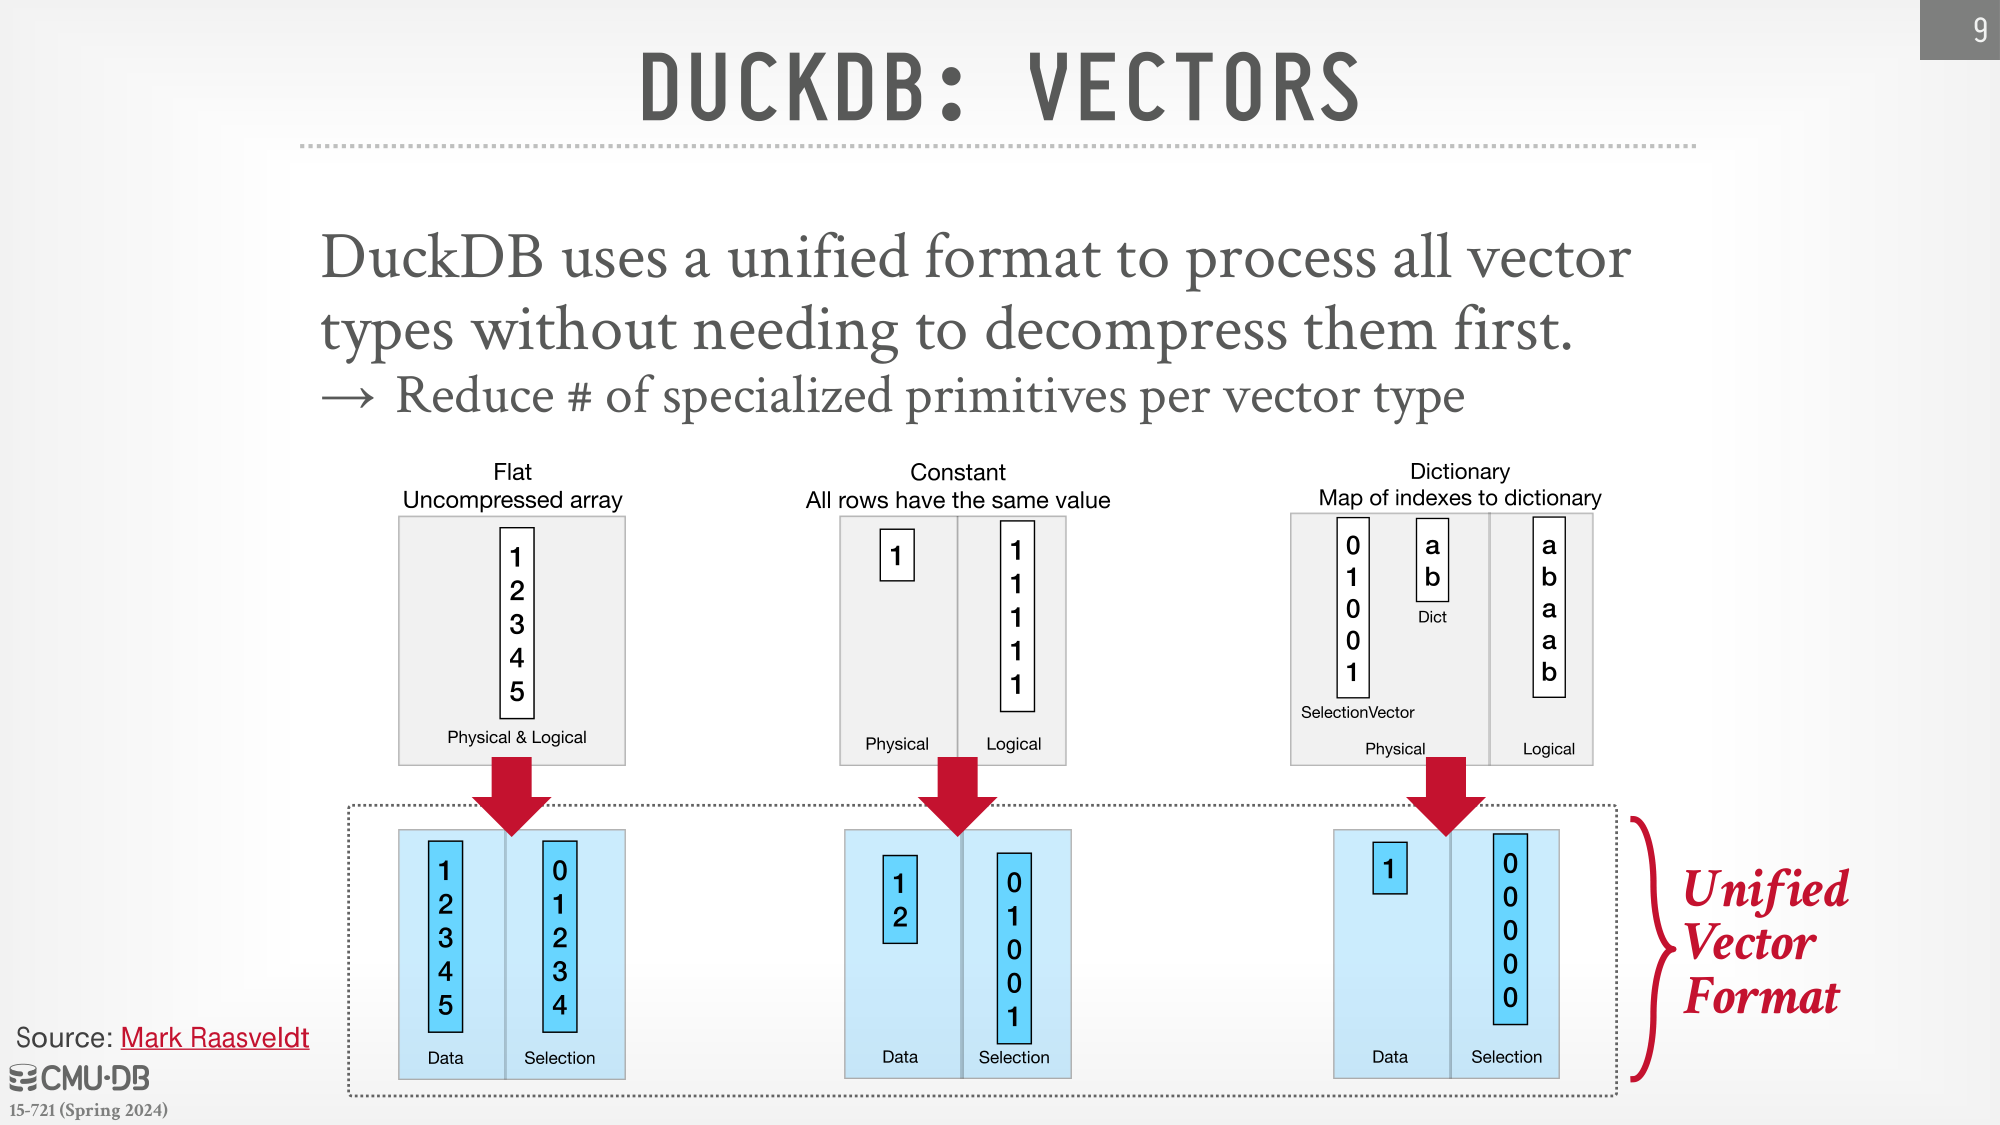 9
DUCKDB: VECTORS
DuckDB uses a unified format to process all vector
types without needing to decompress them first.
→ Reduce # of specialized primitives per vector type
Flat
Uncompressed array
1
2
3
4
5
Physical & Logical
Constant
All rows have the same value
1
Physical
1
1
1
1
1
Logical
Dictionary
Map of indexes to dictionary
0
1
0
0
1
SelectionVector
a
b
Dict
Physical
a
b
a
a
b
Logical
1
2
3
4
5
Data
0
1
2
3
4
Selection
1
2
Data
0
1
0
0
1
Selection
1
Data
0
0
0
0
0
Selection
Unified
Vector
Format
Source: Mark Raasveldt
CMU·DB
15-721 (Spring 2024)